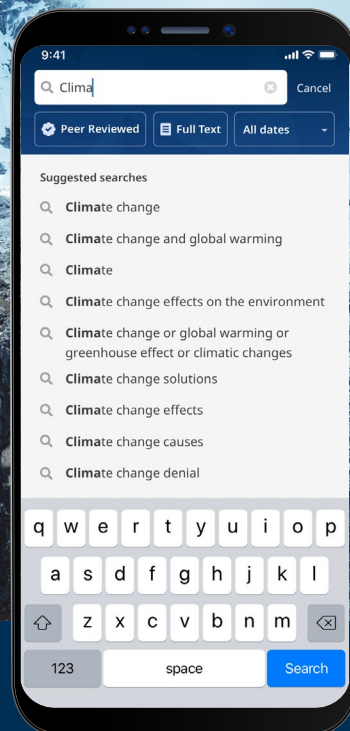 9:41
Clima
Cancel
Peer Reviewed
Full Text
All dates
Suggested searches
Climate change
Climate change and global warming
Climate
Climate change effects on the environment
Climate change or global warming or
greenhouse effect or climatic changes
Climate change solutions
Climate change effects
Climate change causes
Climate change denial
q w e r t y u i o p
a s d f g h j k l
z x c v b n m
123
space
Search